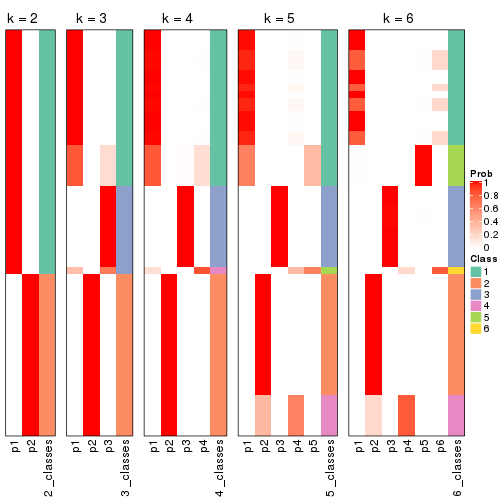 k = 2
k = 3
k = 4
k = 5
k = 6
p1
p2
2_classes
p1
p2
p3
3_classes
p1
p2
p3
p4
4_classes
p1
p2
p3
p4
p5
5_classes
p1
p2
p3
p4
p5
p6
6_classes
Prob
1
0.8
0.6
0.4
0.2
0
Class
1
2
3
4
5
6